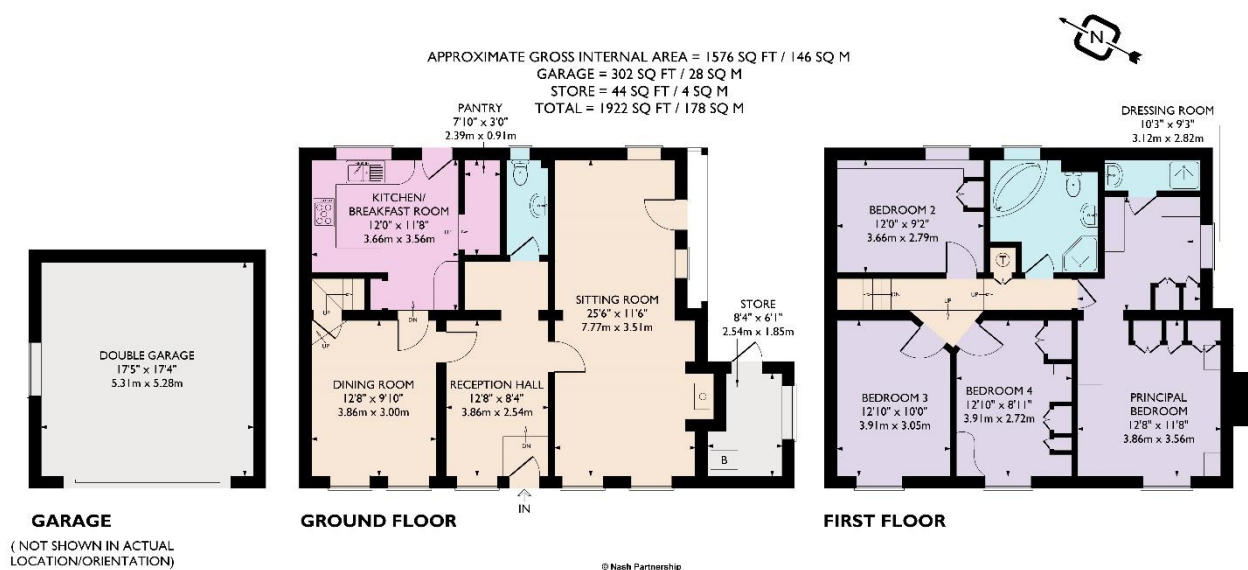 N
APPROXIMATE GROSS INTERNAL AREA = 1576 SQ FT / 146 SQ M
GARAGE = 302 SQ FT / 28 SQ M
STORE = 44 SQ FT / 4 SQ M
TOTAL = 1922 SQ FT / 178 SQ M
DOUBLE GARAGE
17'5" x 17'4"
5.31m x 5.28m
GARAGE
( NOT SHOWN IN ACTUAL
LOCATION/ORIENTATION)
PANTRY
7'10" x 3'0"
2.39m x 0.91m
KITCHEN/
BREAKFAST ROOM
12'0" x 11'8"
3.66m x 3.56m
UP
UP
UP
DN
DINING ROOM
12'8" x 9'10"
3.86m x 3.00m
RECEPTION HALL
12'8" x 8'4"
3.86m x 2.54m
DN
IN
SITTING ROOM
25'6" x 11'6"
7.77m x 3.51m
STORE
8'4" x 6'1"
2.54m x 1.85m
B
GROUND FLOOR
DRESSING ROOM
10'3" x 9'3"
3.12m x 2.82m
BEDROOM 2
12'0" x 9'2"
3.66m x 2.79m
T
DN
UP
UP
BEDROOM 3
12'10" x 10'0"
3.91m x 3.05m
BEDROOM 4
12'10" x 8'11"
3.91m x 2.72m
PRINCIPAL
BEDROOM
12'8" x 11'8"
3.86m x 3.56m
FIRST FLOOR
© Nash Partnership